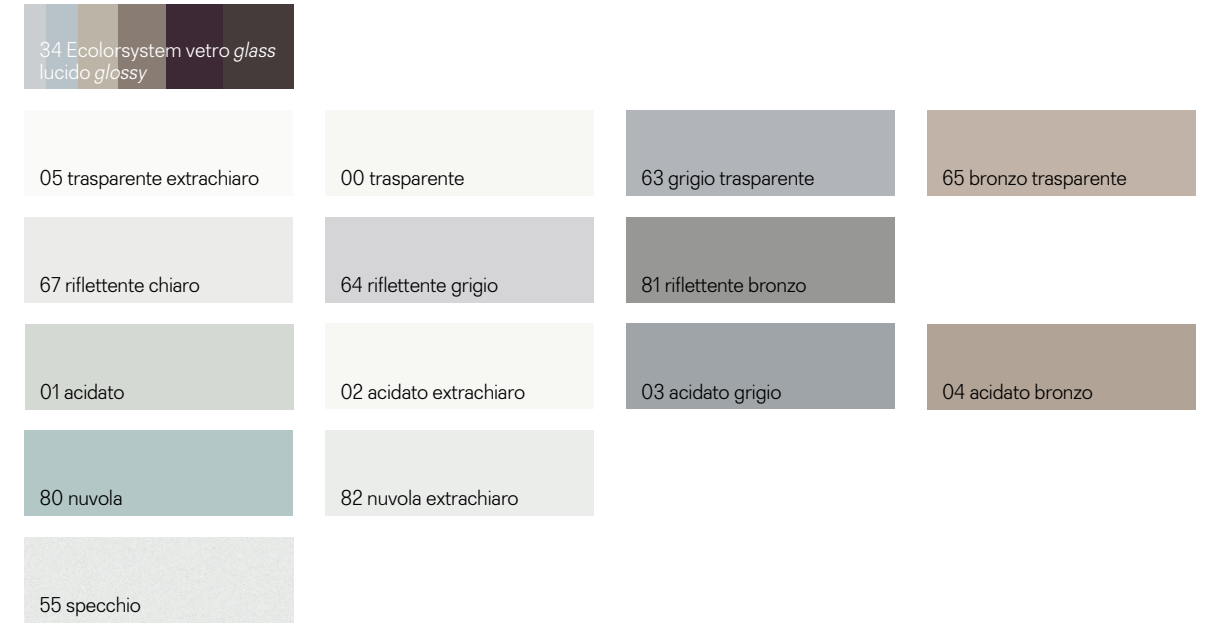 34 Ecolorsystem vetro glass
lucido glossy
05 trasparente extrachiaro
00 trasparente
63 grigio trasparente
65 bronzo trasparente
67 riflettente chiaro
64 riflettente grigio
81 riflettente bronzo
01 acidato
02 acidato extrachiaro
03 acidato grigio
04 acidato bronzo
80 nuvola
82 nuvola extrachiaro
55 specchio